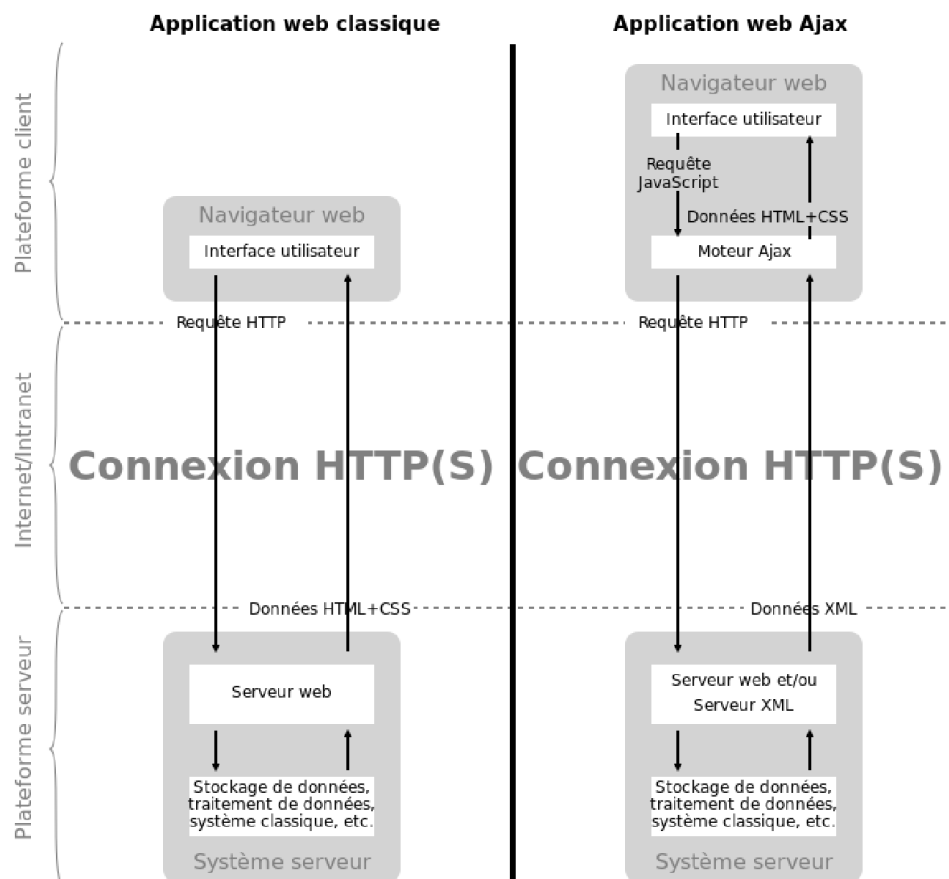 Application web classique
Application web Ajax
Plateforme client
Internet/Intranet
Plateforme serveur
Navigateur web
Interface utilisateur
Requête HTTP
Connexion HTTP(S)
Données HTML+CSS
Serveur web
Stockage de données,
traitement de données,
système classique, etc.
Système serveur
Navigateur web
Interface utilisateur
Requête
JavaScript
Données HTML+CSS
Moteur Ajax
Requête HTTP
Connexion HTTP(S)
Données XML
Serveur web et/ou
Serveur XML
Stockage de données,
traitement de données,
système classique, etc.
Système serveur